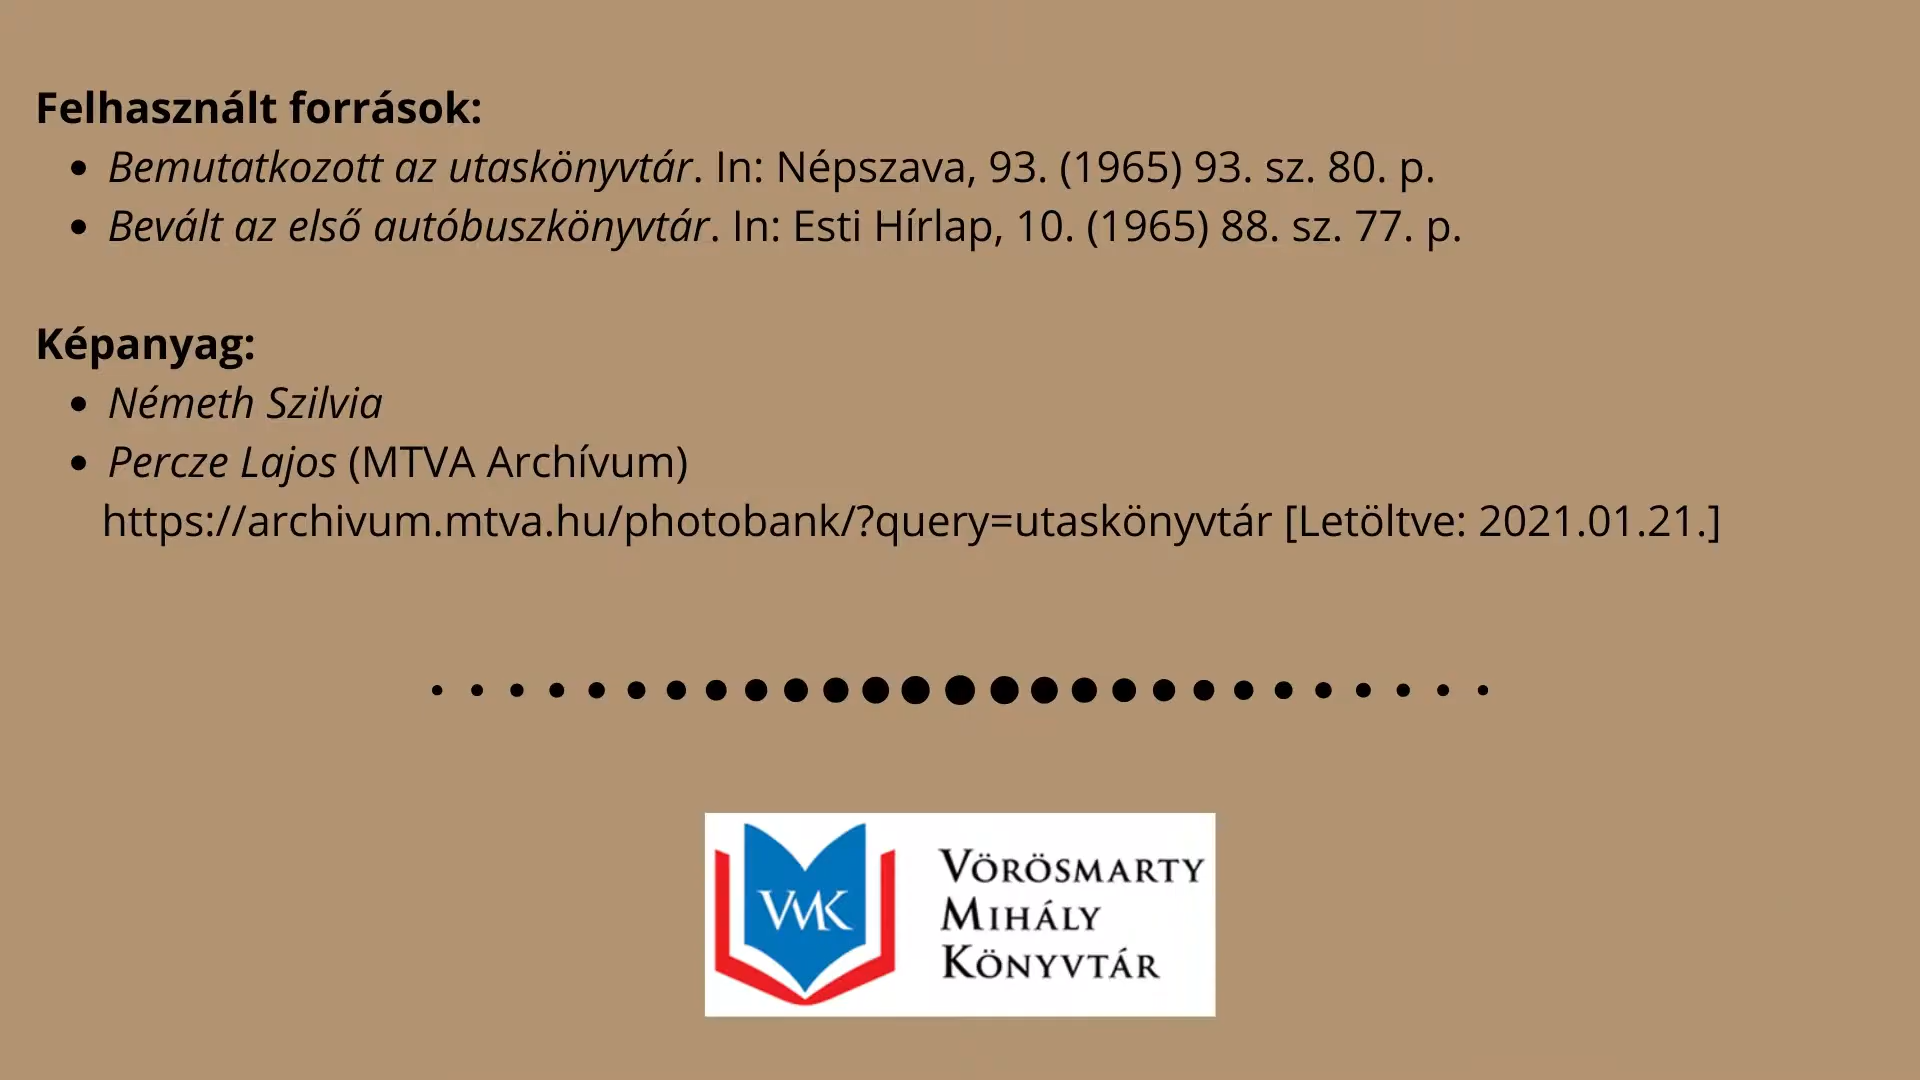 Felhasznált források:
• Bemutatkozott az utaskönyvtár. In: Népszava, 93. (1965) 93. sz. 80. p.
• Bevált az első autóbuszkönyvtár. In: Esti Hírlap, 10. (1965) 88. sz. 77. p.
Képanyag:
• Németh Szilvia
• Percze Lajos (MTVA Archívum)
https://archivum.mtva.hu/photobank/?query=utaskönyvtár [Letöltve: 2021.01.21.]
VMK
VÖRÖSMARTY
MIHÁLY
KÖNYVTÁR